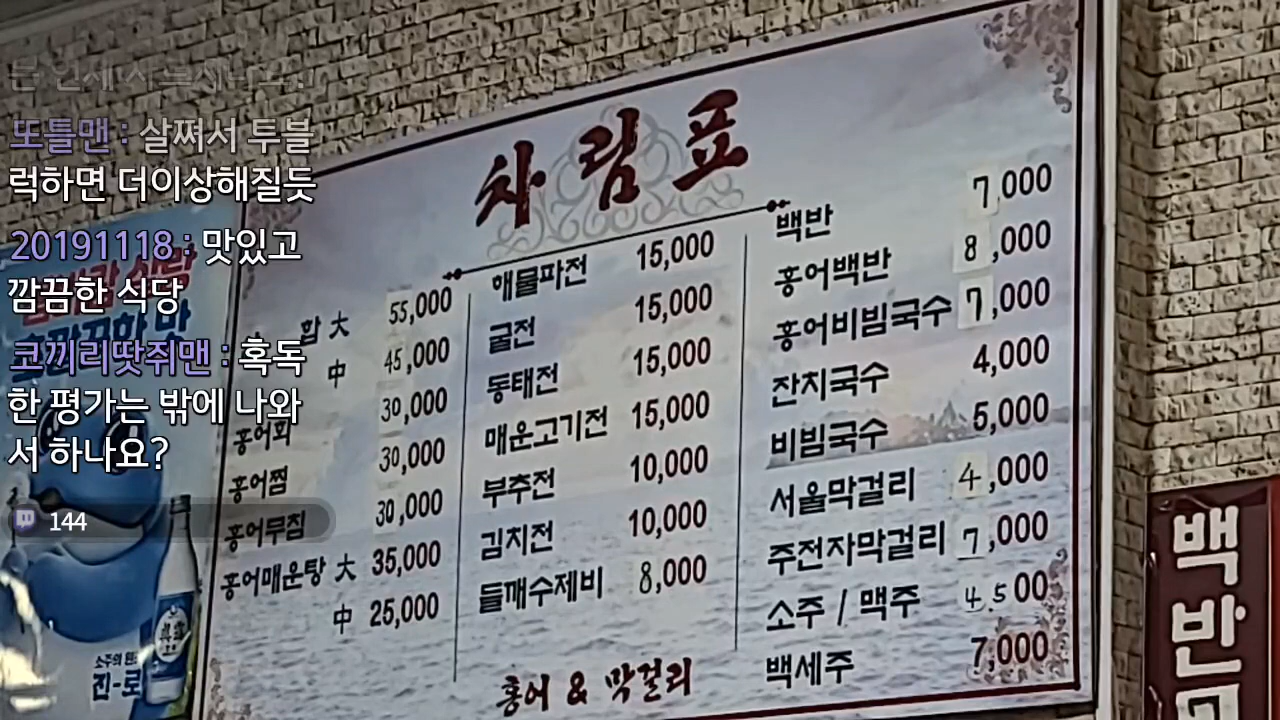 또틀맨 : 살쪄서 투블
럭하면 더이상해질듯
20191118 : 맛있고
깜끔한 식당
코끼리땃쥐맨 : 혹독
한 평가는 밖에 나와
서 하나요?
144
차림표
합 大 55,000
中 45,000
홍어회 30,000
홍어찜 30,000
홍어무침 30,000
홍어매운탕 大 35,000
中 25,000
해물파전 15,000
굴전 15,000
동태전 15,000
매운고기전 15,000
부추전 10,000
김치전 10,000
들깨수제비 8,000
백반 7,000
홍어백반 8,000
홍어비빔국수 7,000
잔치국수 4,000
비빔국수 5,000
서울막걸리 4,000
주전자막걸리 7,000
소주 / 맥주 4,500
백세주 7,000
홍어 & 막걸리
진-로
백반